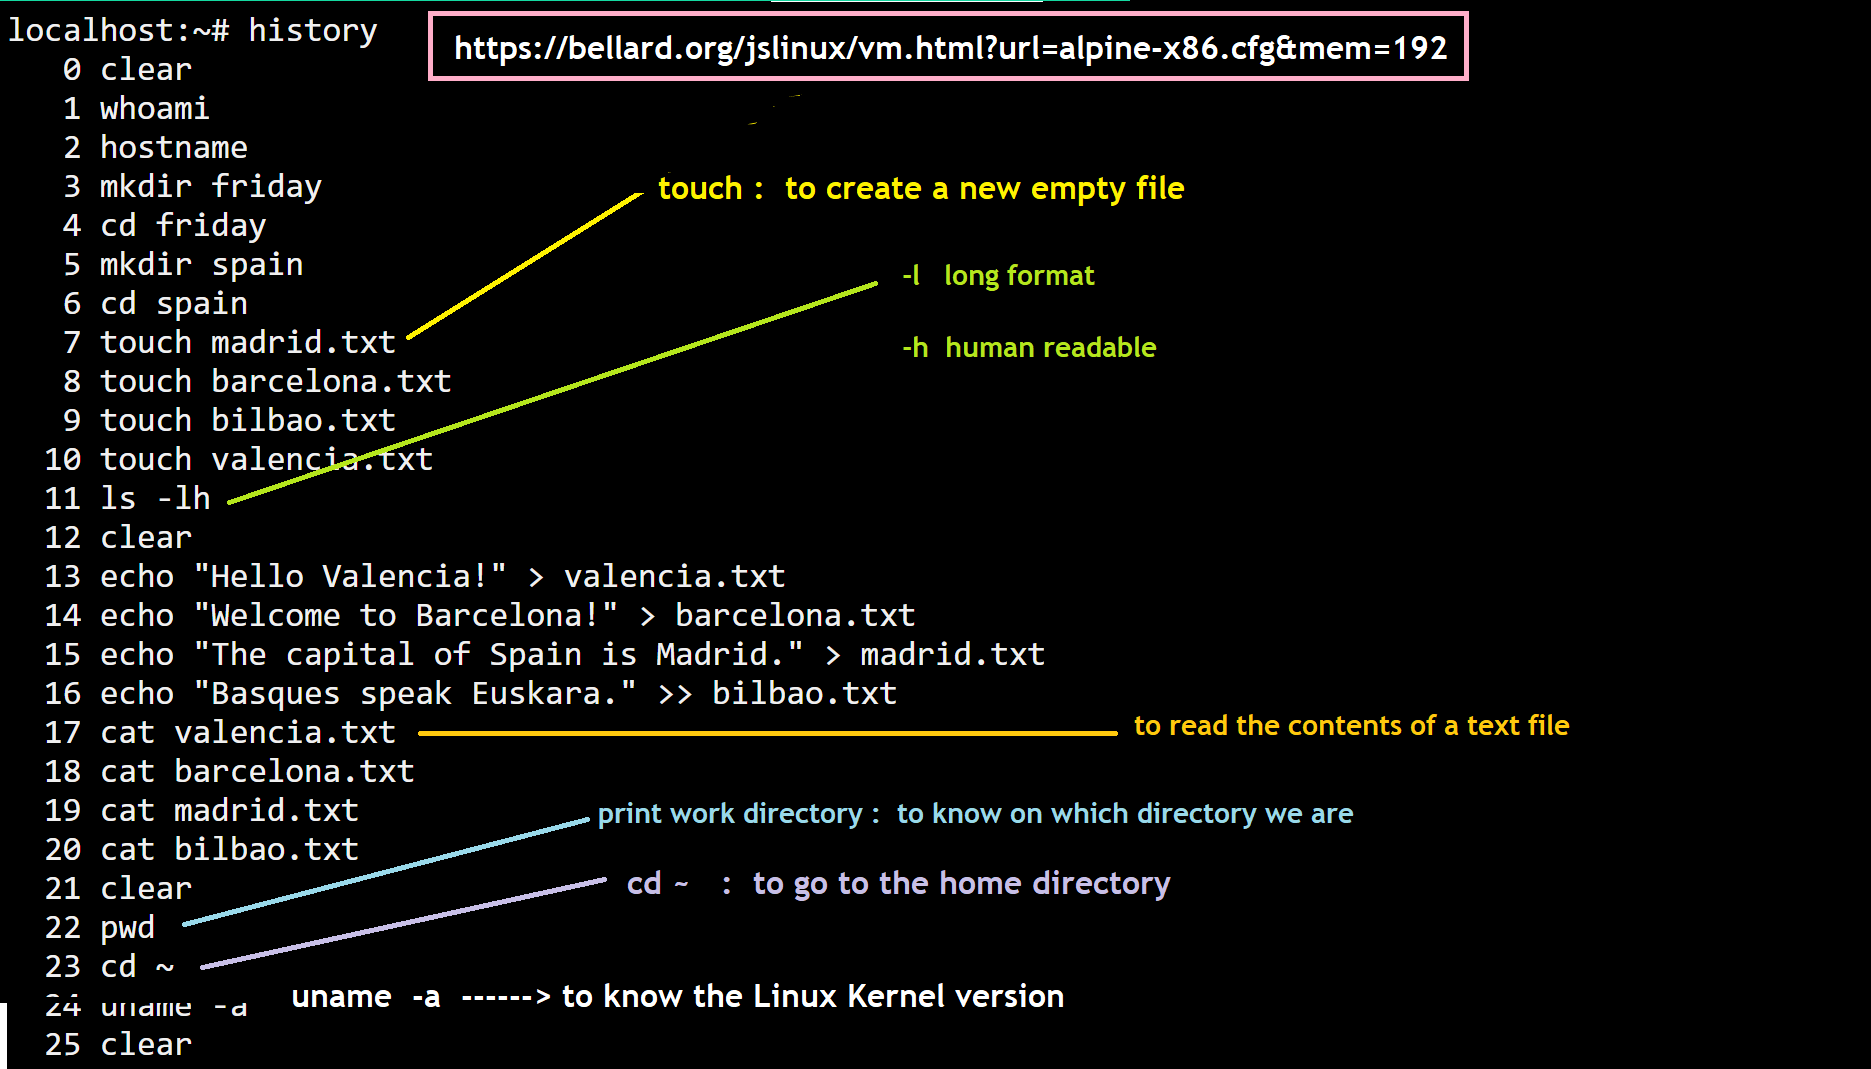 localhost:~# history
https://bellard.org/jslinux/vm.html?url=alpine-x86.cfg&mem=192
0 clear
1 whoami
2 hostname
3 mkdir friday
touch :  to create a new empty file
4 cd friday
5 mkdir spain
-l  long format
6 cd spain
7 touch madrid.txt
-h  human readable
8 touch barcelona.txt
9 touch bilbao.txt
10 touch valencia.txt
11 ls -lh
12 clear
13 echo "Hello Valencia!" > valencia.txt
14 echo "Welcome to Barcelona!" > barcelona.txt
15 echo "The capital of Spain is Madrid." > madrid.txt
16 echo "Basques speak Euskara." >> bilbao.txt
17 cat valencia.txt
to read the contents of a text file
18 cat barcelona.txt
19 cat madrid.txt
print work directory :  to know on which directory we are
20 cat bilbao.txt
21 clear
cd ~  :  to go to the home directory
22 pwd
23 cd ~
24 uname -a
uname  -a  ------> to know the Linux Kernel version
25 clear